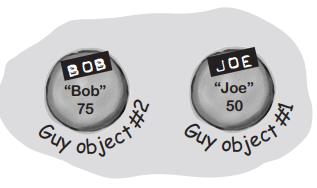 BOB
"Bob"
75
Guy object #2
JOE
"Joe"
50
Guy object #1